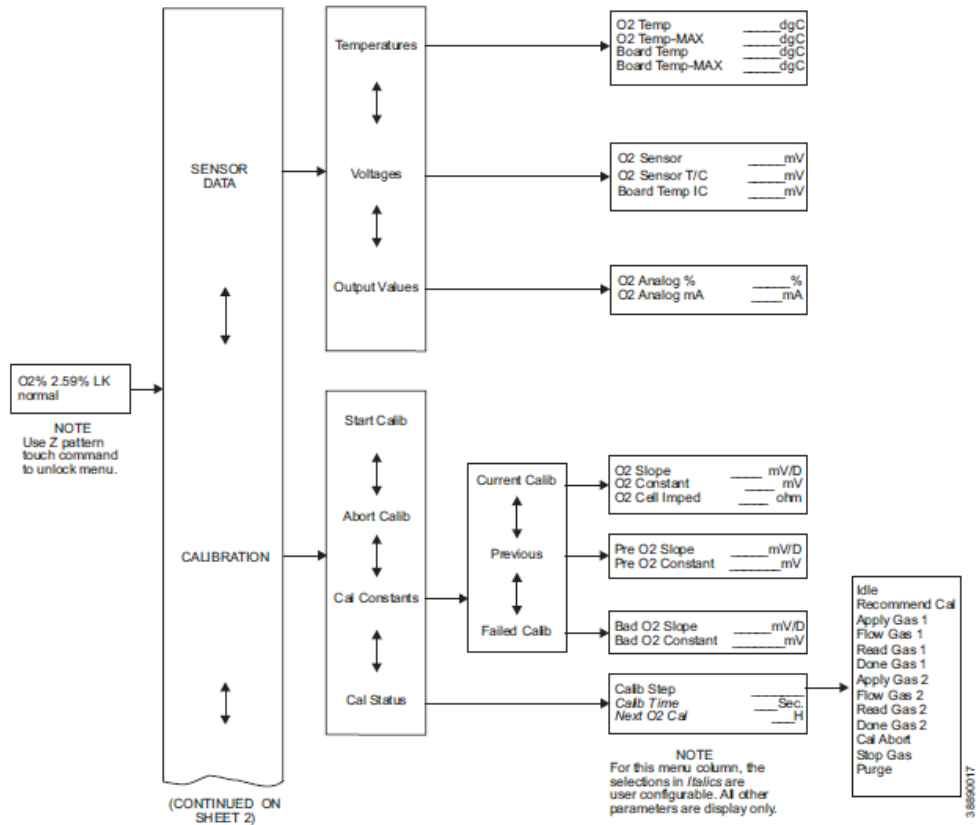 O2% 2.59% LK
normal
NOTE
Use Z pattern
touch command
to unlock menu.
SENSOR
DATA
CALIBRATION
(CONTINUED ON
SHEET 2)
Temperatures
Voltages
Output Values
O2 Temp _____dgC
O2 Temp-MAX _____dgC
Board Temp _____dgC
Board Temp-MAX _____dgC
O2 Sensor _____mV
O2 Sensor T/C _____mV
Board Temp IC _____mV
O2 Analog % _____%
O2 Analog mA _____mA
Start Calib
Abort Calib
Cal Constants
Cal Status
Current Calib
Previous
Failed Calib
O2 Slope _____ mV/D
O2 Constant _____ mV
O2 Cell Imped _____ ohm
Pre O2 Slope _____mV/D
Pre O2 Constant _____mV
Bad O2 Slope _____mV/D
Bad O2 Constant _____mV
Calib Step _____
Calib Time ___Sec.
Next O2 Cal ___H
NOTE
For this menu column, the
selections in Italics are
user configurable. All other
parameters are display only.
Idle
Recommend Cal
Apply Gas 1
Flow Gas 1
Read Gas 1
Done Gas 1
Apply Gas 2
Flow Gas 2
Read Gas 2
Done Gas 2
Cal Abort
Stop Gas
Purge
38890017